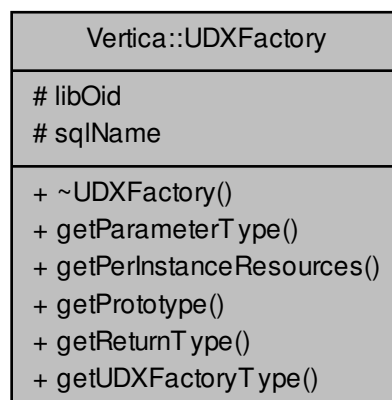 Vertica::UDXFactory
# libOid
# sqlName
+ ~UDXFactory()
+ getParameterType()
+ getPerInstanceResources()
+ getPrototype()
+ getReturnType()
+ getUDXFactoryType()